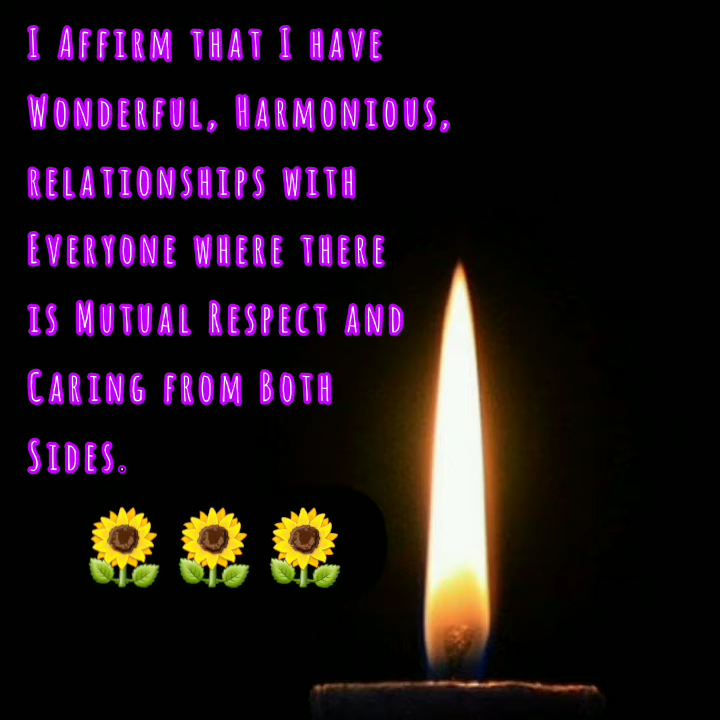 I Affirm that I have
Wonderful, Harmonious,
relationships with
Everyone where there
is Mutual Respect and
Caring from Both
Sides.